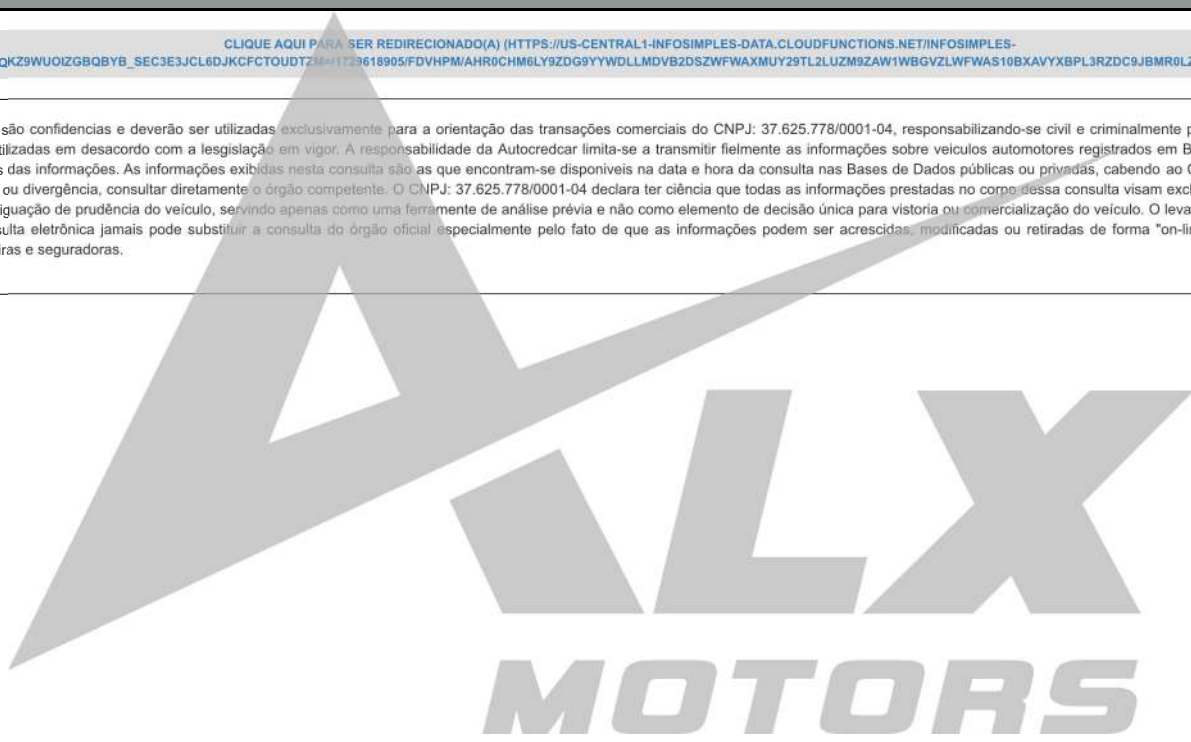 CLIQUE AQUI PARA SER REDIRECIONADO(A) (HTTPS://US-CENTRAL1-INFOSIMPLES-DATA.CLOUDFUNCTIONS.NET/INFOSIMPLES-
QKZ9WUOIZGBQBYB_SEC3E3JCL6DJKCFCTOUDTZM=/1729618905/FDVHPM/AHR0CHM6LY9ZDG9YYWDLLMDVB2DSZWFWAXMUY29TL2LUZM9ZAW1WBGVZLWFWAS10BXAVYXBPL3RZDC9JBMR0LZ
são confidencias e deverão ser utilizadas exclusivamente para a orientação das transações comerciais do CNPJ: 37.625.778/0001-04, responsabilizando-se civil e criminalmente p
tilizadas em desacordo com a lesgislação em vigor. A responsabilidade da Autocredcar limita-se a transmitir fielmente as informações sobre veiculos automotores registrados em B
s das informações. As informações exibidas nesta consulta são as que encontram-se disponiveis na data e hora da consulta nas Bases de Dados públicas ou privadas, cabendo ao
ou divergência, consultar diretamente o órgão competente. O CNPJ: 37.625.778/0001-04 declara ter ciência que todas as informações prestadas no corpo dessa consulta visam excl
iguação de prudência do veículo, servindo apenas como uma ferramente de análise prévia e não como elemento de decisão única para vistoria ou comercialização do veículo. O leva
sulta eletrônica jamais pode substituir a consulta do órgão oficial especialmente pelo fato de que as informações podem ser acrescidas, modificadas ou retiradas de forma "on-lin
iras e seguradoras.
ALX
MOTORS